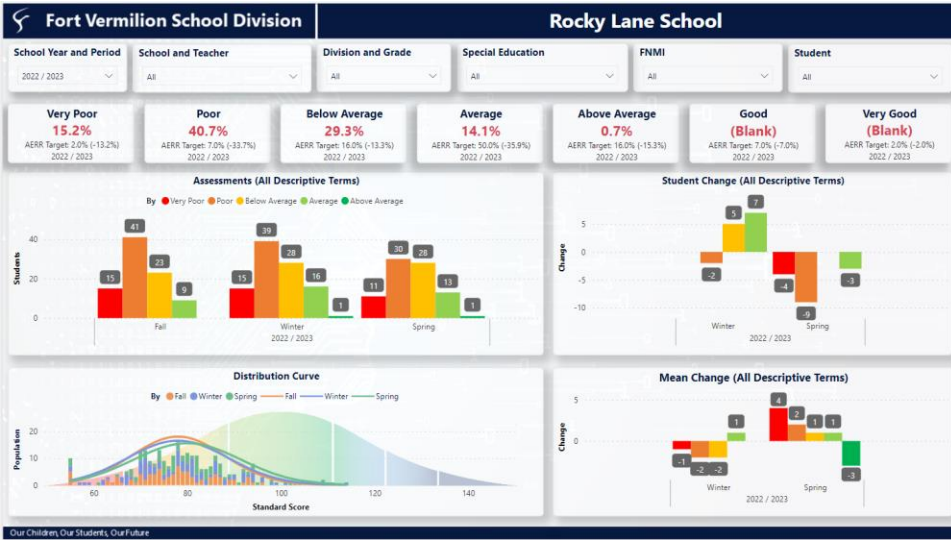 Fort Vermilion School Division
Rocky Lane School
School Year and Period
2022 / 2023
School and Teacher
All
Division and Grade
All
Special Education
All
FNMI
All
Student
All
Very Poor
15.2%
AERR Target: 2.0% (-13.2%)
2022 / 2023
Poor
40.7%
AERR Target: 7.0% (-33.7%)
2022 / 2023
Below Average
29.3%
AERR Target: 16.0% (-13.3%)
2022 / 2023
Average
14.1%
AERR Target: 50.0% (-35.9%)
2022 / 2023
Above Average
0.7%
AERR Target: 16.0% (-15.3%)
2022 / 2023
Good
(Blank)
AERR Target: 7.0% (-7.0%)
2022 / 2023
Very Good
(Blank)
AERR Target: 2.0% (-2.0%)
2022 / 2023
Assessments (All Descriptive Terms)
By Very Poor Poor Below Average Average Above Average
Students
40
20
0
15 41 23 9
15 39 28 16 1
11 30 28 13 1
Fall Winter Spring
2022 / 2023
Student Change (All Descriptive Terms)
Change
5
0
-5
-10
-2 5 7
-4 -9 -3
Winter Spring
2022 / 2023
Distribution Curve
By Fall Winter Spring Fall Winter Spring
Population
20
10
0
60 80 100 120 140
Standard Score
Mean Change (All Descriptive Terms)
Change
5
0
-1 -2 -2 1
4 2 1 1 -3
Winter Spring
2022 / 2023
Our Children, Our Students, Our Future